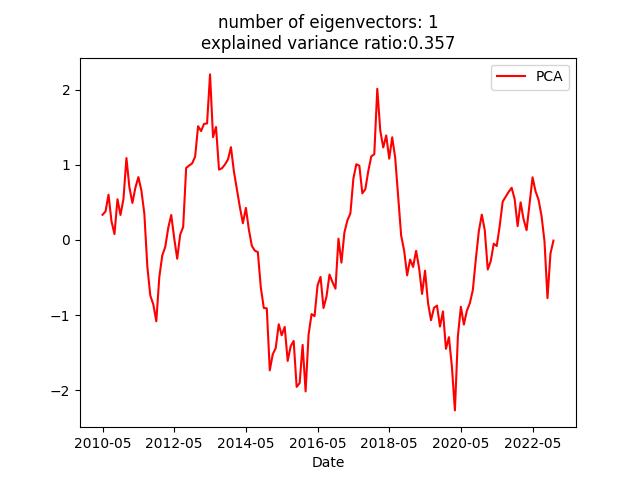 number of eigenvectors: 1
explained variance ratio:0.357
PCA
2
1
0
−1
−2
2010-05 2012-05 2014-05 2016-05 2018-05 2020-05 2022-05
Date